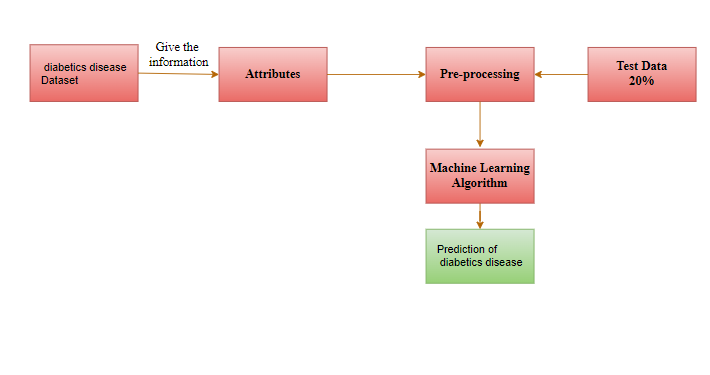 diabetics disease
Dataset
Give the
information
Attributes
Pre-processing
Test Data
20%
Machine Learning
Algorithm
Prediction of
diabetics disease